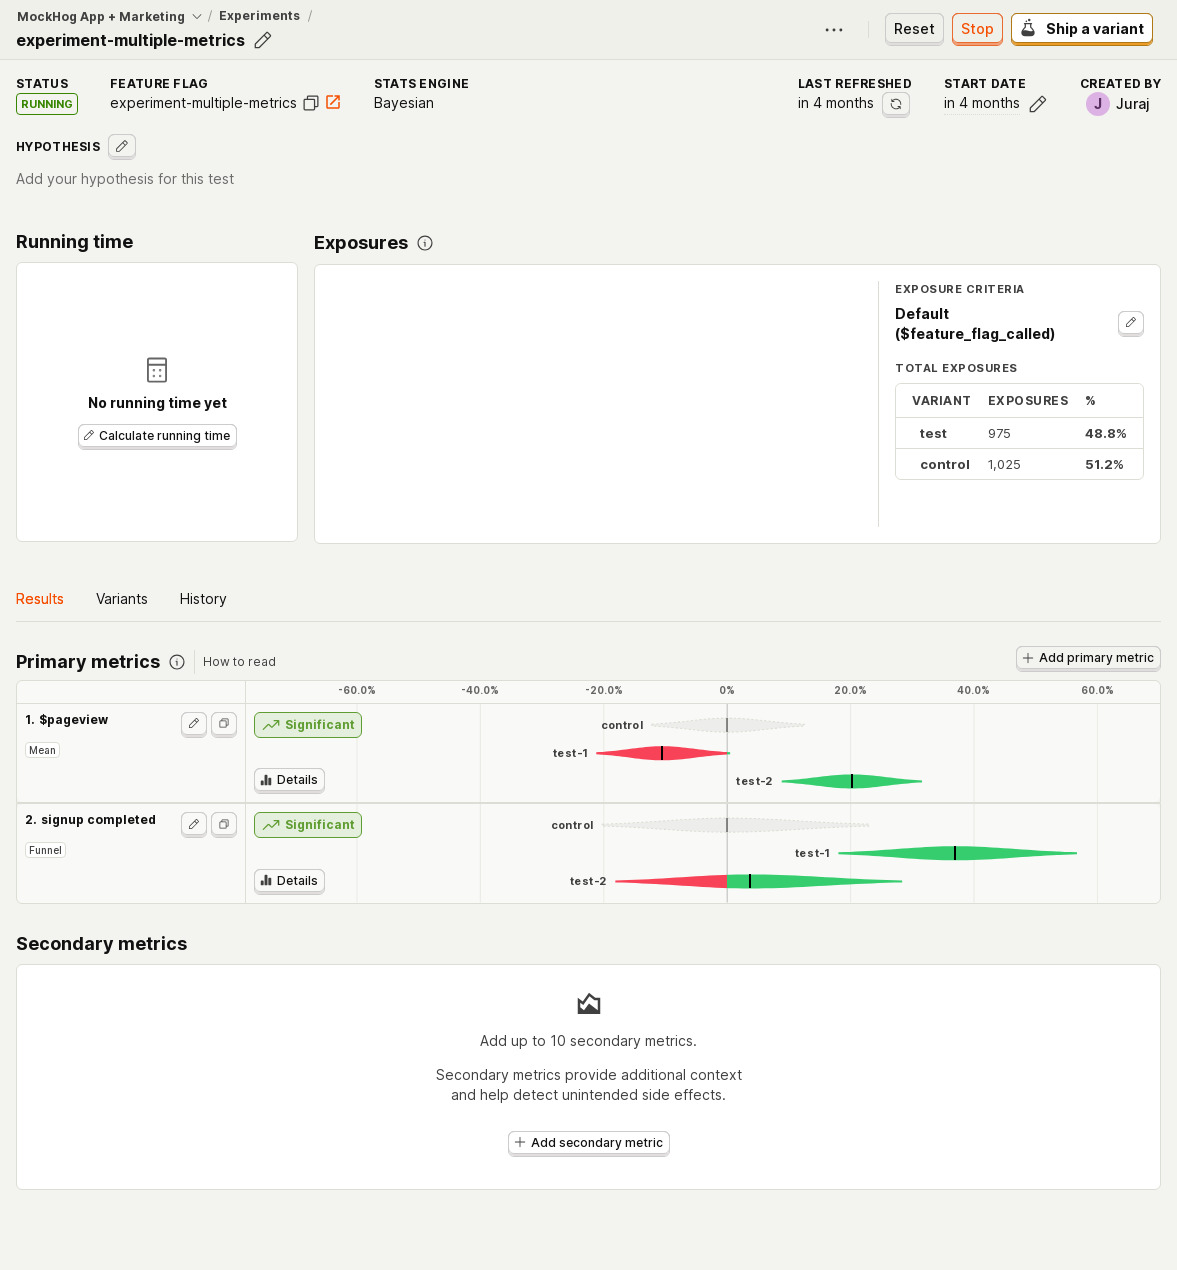 MockHog App + Marketing / Experiments /
experiment-multiple-metrics
Reset
Stop
Ship a variant
STATUS
RUNNING
FEATURE FLAG
experiment-multiple-metrics
STATS ENGINE
Bayesian
LAST REFRESHED
in 4 months
START DATE
in 4 months
CREATED BY
J Juraj
HYPOTHESIS
Add your hypothesis for this test
Running time
No running time yet
Calculate running time
Exposures
EXPOSURE CRITERIA
Default
($feature_flag_called)
TOTAL EXPOSURES
VARIANT EXPOSURES %
test 975 48.8%
control 1,025 51.2%
Results Variants History
Primary metrics How to read
Add primary metric
-60.0% -40.0% -20.0% 0% 20.0% 40.0% 60.0%
1. $pageview
Mean
Significant
Details
control
test-1
test-2
2. signup completed
Funnel
Significant
Details
control
test-1
test-2
Secondary metrics
Add up to 10 secondary metrics.
Secondary metrics provide additional context
and help detect unintended side effects.
Add secondary metric